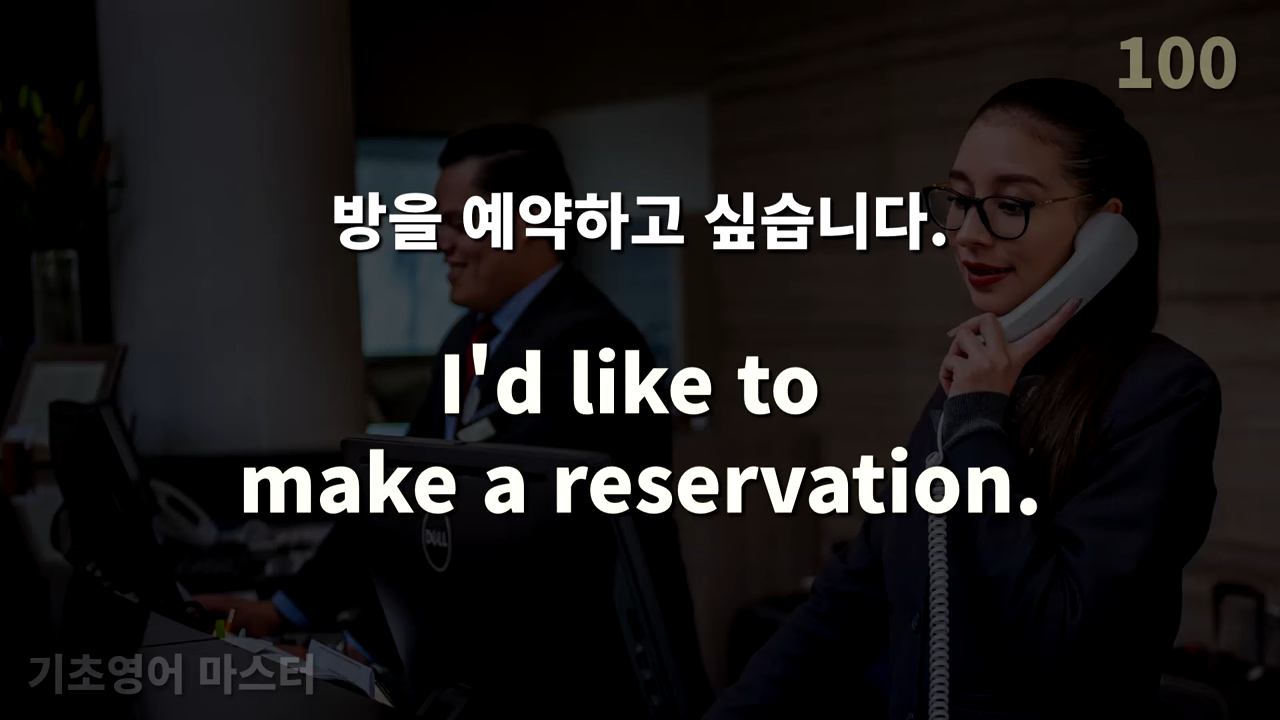 100
방을 예약하고 싶습니다.
I'd like to
make a reservation.
DELL
기초영어 마스터